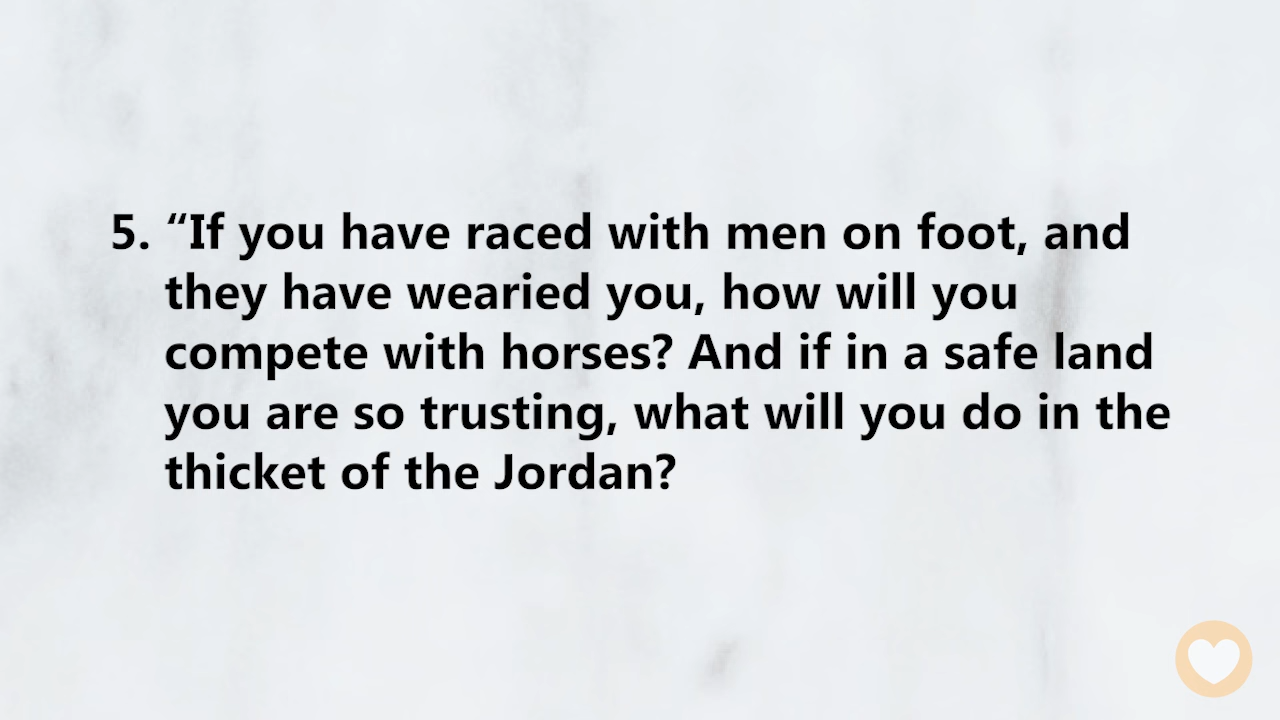 5. “If you have raced with men on foot, and
they have wearied you, how will you
compete with horses? And if in a safe land
you are so trusting, what will you do in the
thicket of the Jordan?